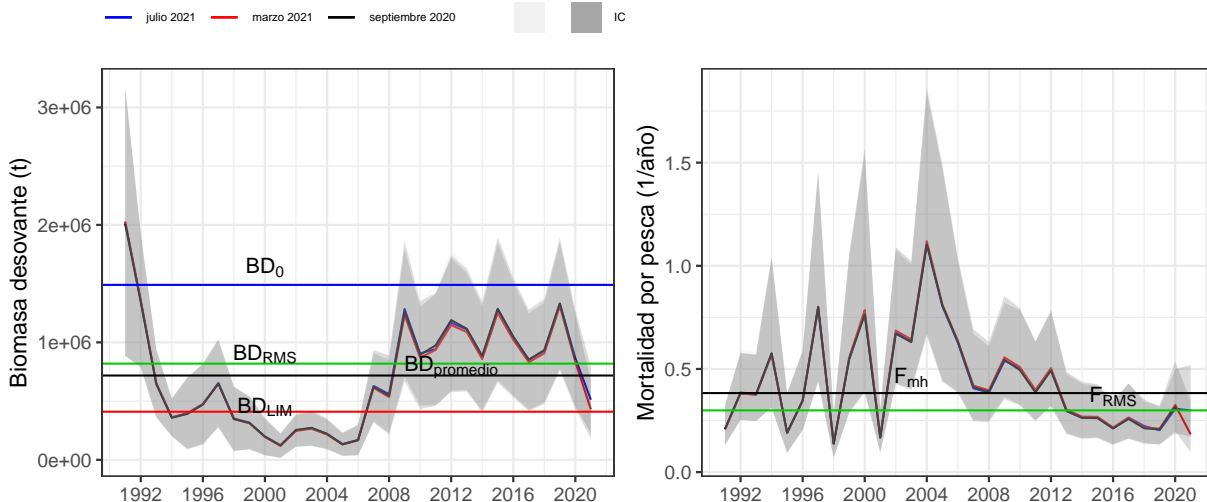 julio 2021 marzo 2021 septiembre 2020 IC
Biomasa desovante (t)
3e+06
2e+06
1e+06
0e+00
BD0
BDRMS
BDpromedio
BDLIM
1992 1996 2000 2004 2008 2012 2016 2020
Mortalidad por pesca (1/año)
1.5
1.0
0.5
0.0
Fmh
FRMS
1992 1996 2000 2004 2008 2012 2016 2020